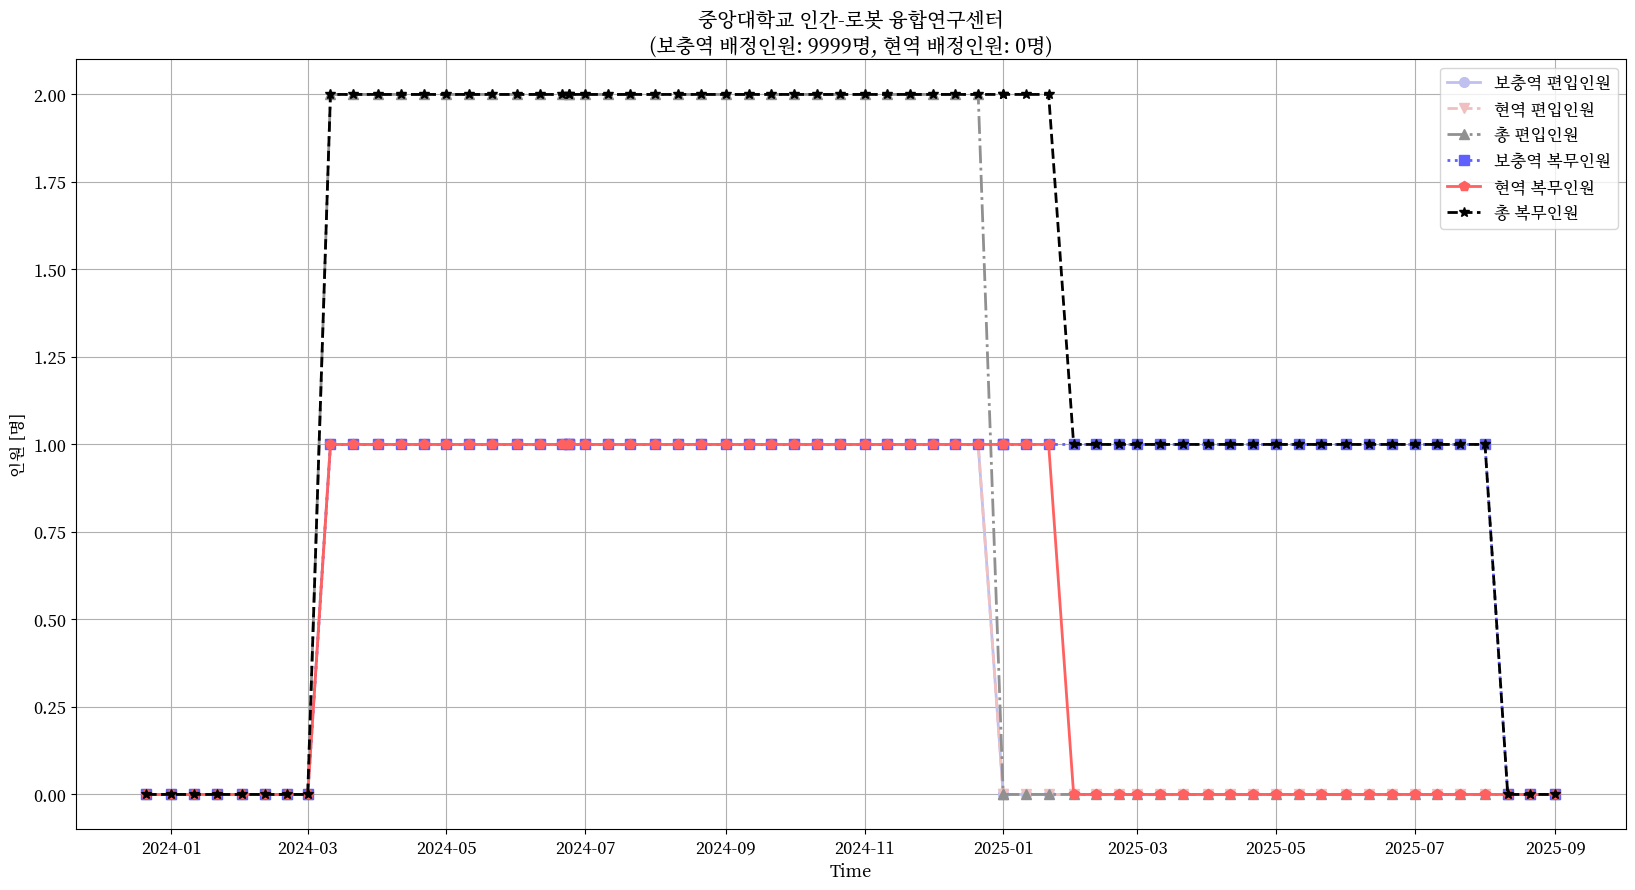 중앙대학교 인간-로봇 융합연구센터
(보충역 배정인원: 9999명, 현역 배정인원: 0명)
보충역 편입인원
현역 편입인원
총 편입인원
보충역 복무인원
현역 복무인원
총 복무인원
인원 [명]
2.00
1.75
1.50
1.25
1.00
0.75
0.50
0.25
0.00
2024-01
2024-03
2024-05
2024-07
2024-09
2024-11
2025-01
2025-03
2025-05
2025-07
2025-09
Time